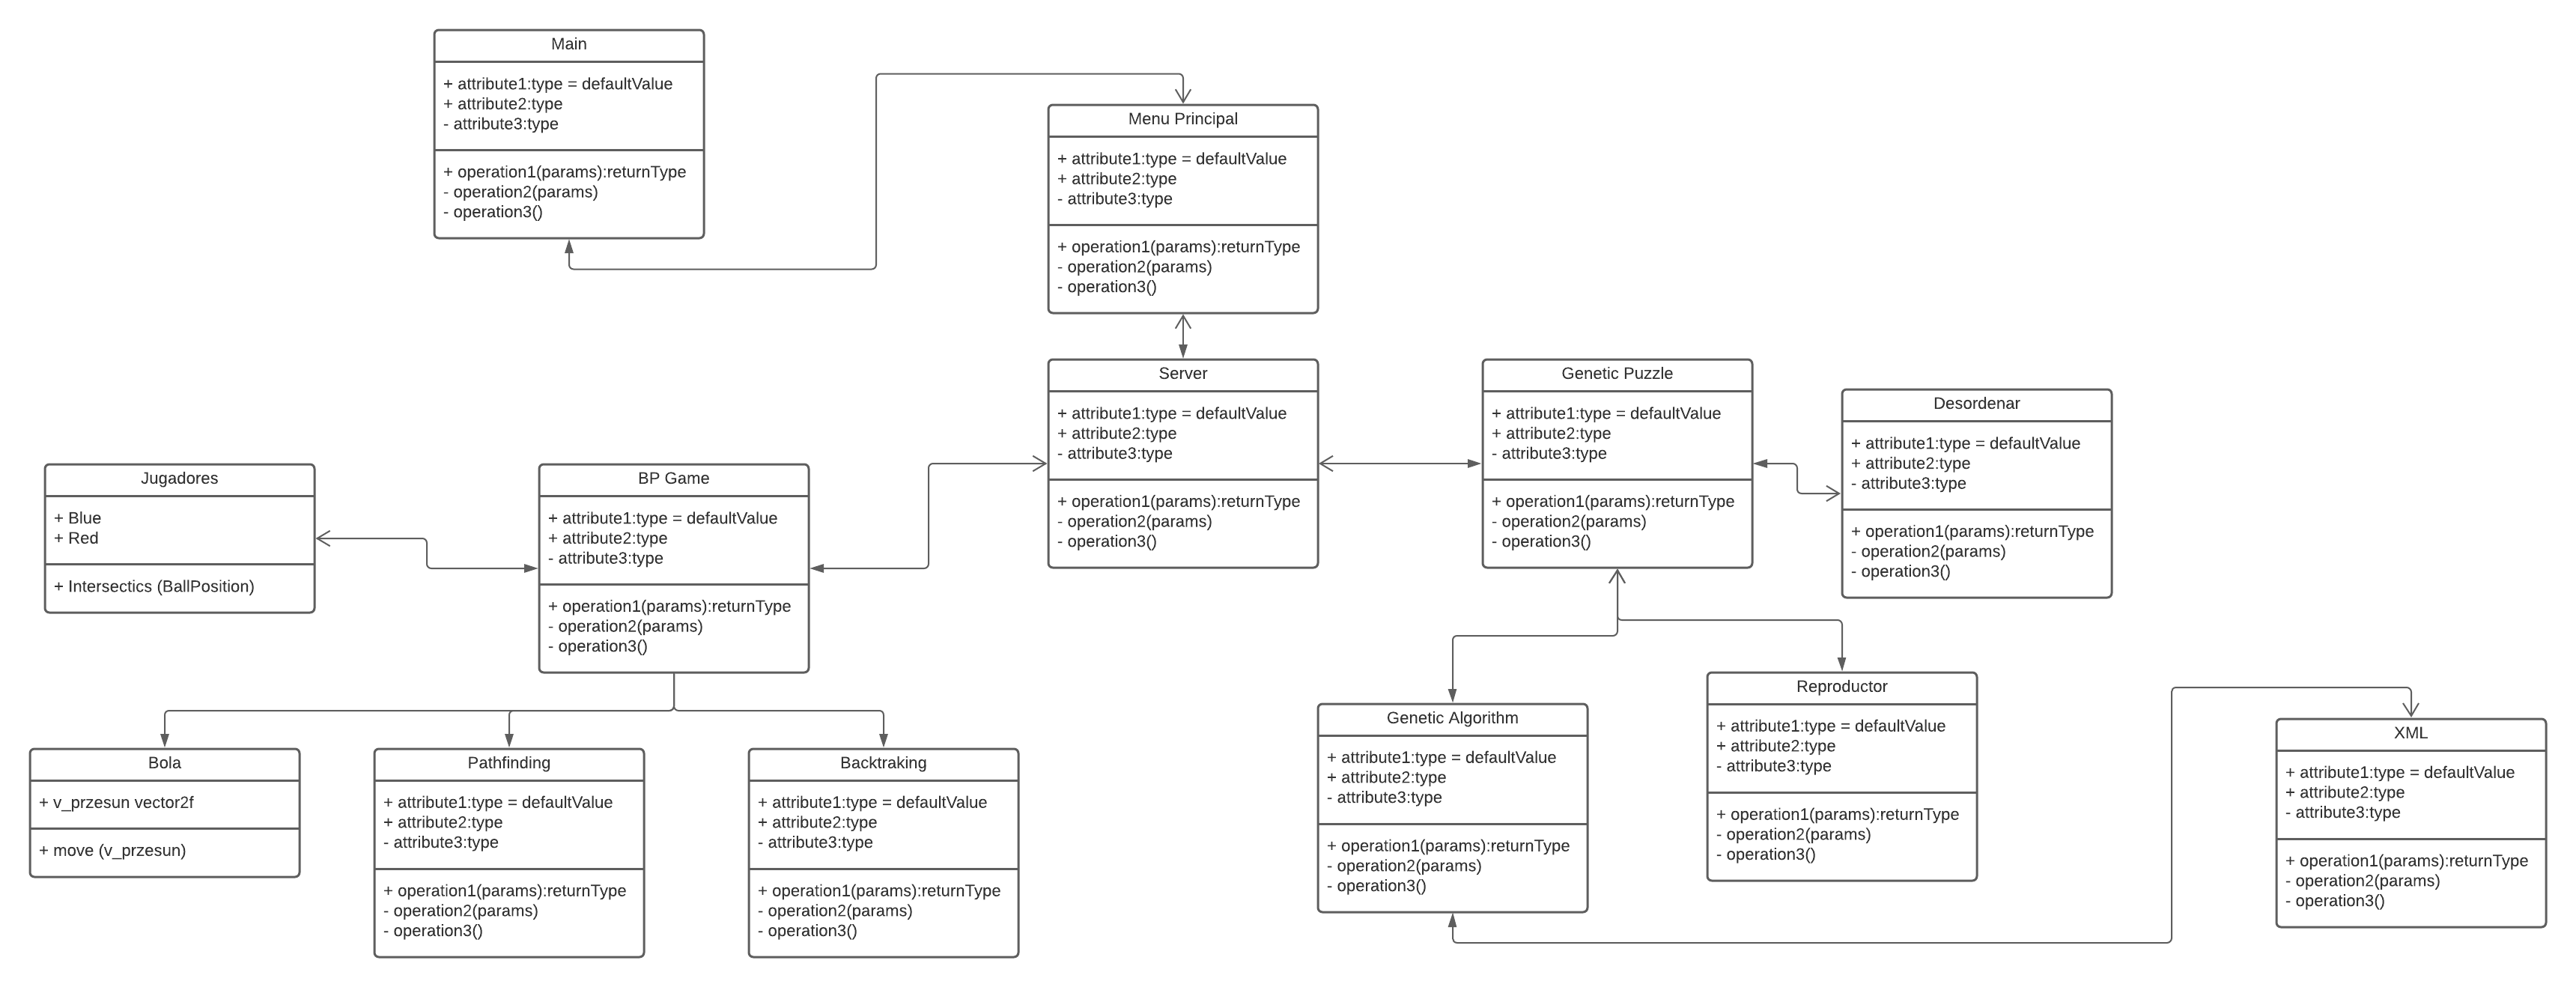 Main
+ attribute1:type = defaultValue
+ attribute2:type
- attribute3:type
+ operation1(params):returnType
- operation2(params)
- operation3()
Menu Principal
+ attribute1:type = defaultValue
+ attribute2:type
- attribute3:type
+ operation1(params):returnType
- operation2(params)
- operation3()
Server
+ attribute1:type = defaultValue
+ attribute2:type
- attribute3:type
+ operation1(params):returnType
- operation2(params)
- operation3()
Genetic Puzzle
+ attribute1:type = defaultValue
+ attribute2:type
- attribute3:type
+ operation1(params):returnType
- operation2(params)
- operation3()
Desordenar
+ attribute1:type = defaultValue
+ attribute2:type
- attribute3:type
+ operation1(params):returnType
- operation2(params)
- operation3()
Jugadores
+ Blue
+ Red
+ Intersectics (BallPosition)
BP Game
+ attribute1:type = defaultValue
+ attribute2:type
- attribute3:type
+ operation1(params):returnType
- operation2(params)
- operation3()
Bola
+ v_przesun vector2f
+ move (v_przesun)
Pathfinding
+ attribute1:type = defaultValue
+ attribute2:type
- attribute3:type
+ operation1(params):returnType
- operation2(params)
- operation3()
Backtraking
+ attribute1:type = defaultValue
+ attribute2:type
- attribute3:type
+ operation1(params):returnType
- operation2(params)
- operation3()
Genetic Algorithm
+ attribute1:type = defaultValue
+ attribute2:type
- attribute3:type
+ operation1(params):returnType
- operation2(params)
- operation3()
Reproductor
+ attribute1:type = defaultValue
+ attribute2:type
- attribute3:type
+ operation1(params):returnType
- operation2(params)
- operation3()
XML
+ attribute1:type = defaultValue
+ attribute2:type
- attribute3:type
+ operation1(params):returnType
- operation2(params)
- operation3()